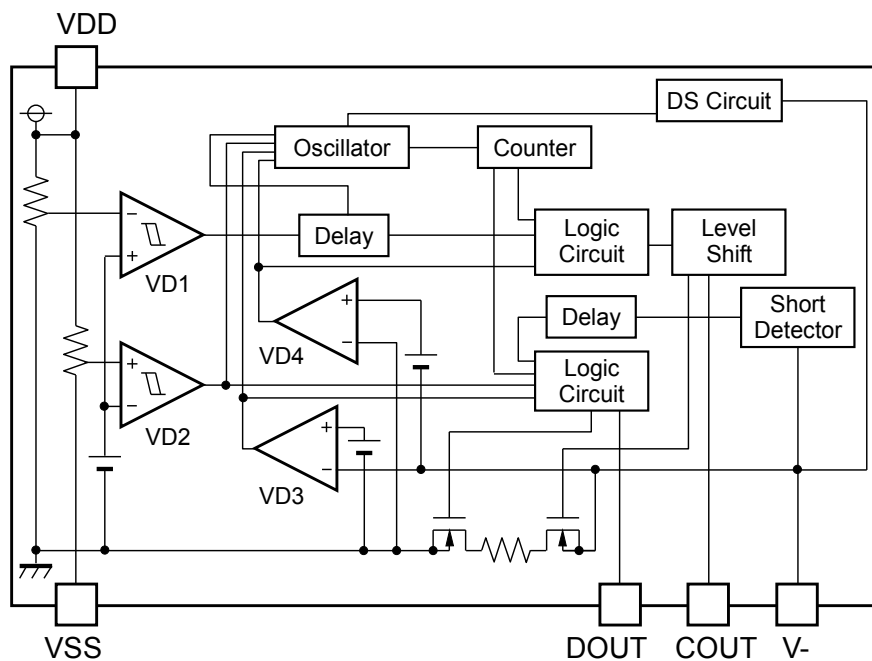 VDD
DS Circuit
Oscillator
Counter
Logic
Circuit
Level
Shift
Delay
−
+
VD1
Delay
Short
Detector
+
−
VD4
+
−
VD2
Logic
Circuit
+
−
VD3
VSS
DOUT
COUT
V-